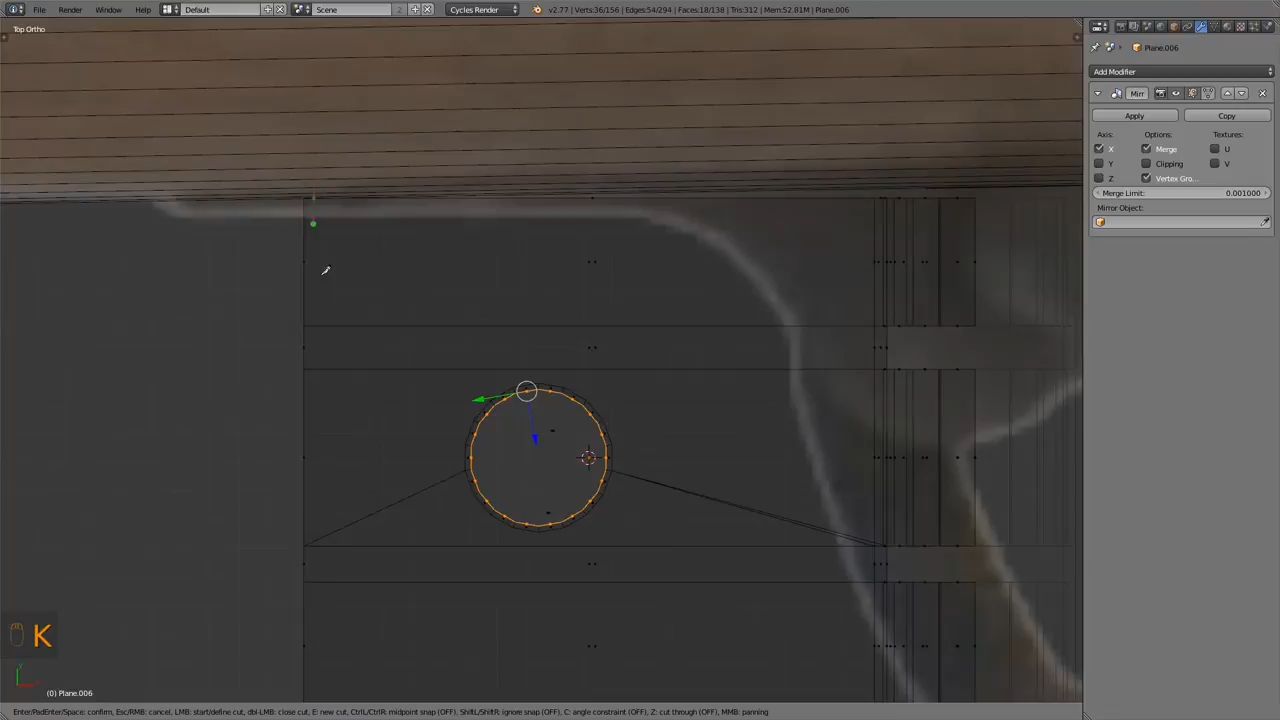 File Render Window Help Default Scene 2 Cycles Render v2.77 | Verts:36/156 | Edges:54/294 | Faces:18/138 | Tris:312 | Mem:52.81M | Plane.006
Top Ortho
Plane.006
Add Modifier
Mirr
Apply Copy
Axis: Options: Textures:
X Merge U
Y Clipping V
Z Vertex Gro...
Merge Limit: 0.001000
Mirror Object:
K
(0) Plane.006
Enter/PadEnter/Space: confirm, Esc/RMB: cancel, LMB: start/define cut, dbl-LMB: close cut, E: new cut, CtrlL/CtrlR: midpoint snap (OFF), ShiftL/ShiftR: ignore snap (OFF), C: angle constraint (OFF), Z: cut through (OFF), MMB: panning